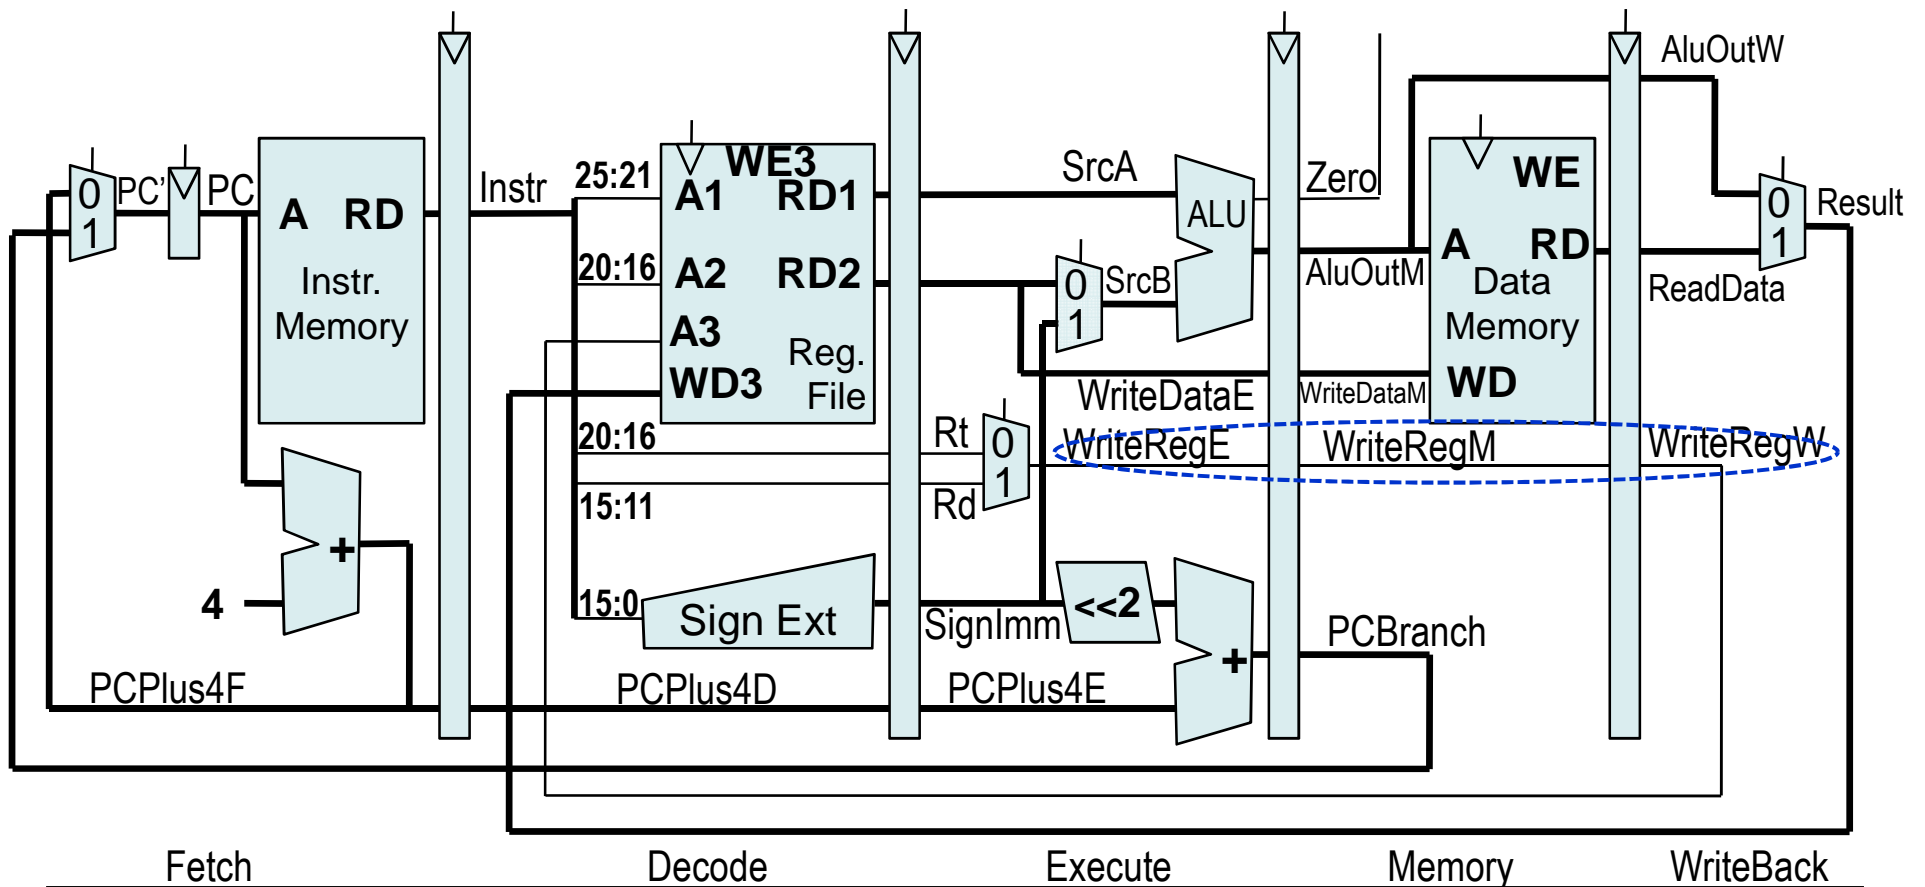 AluOutW
0
1
PC'
PC
A RD
Instr.
Memory
Instr
25:21
20:16
WE3
A1 RD1
A2 RD2
A3
WD3
Reg.
File
SrcA
0
1
SrcB
ALU
Zero
AluOutM
WE
A RD
Data
Memory
WD
ReadData
0
1
Result
WriteDataE
WriteDataM
20:16
15:11
Rt
Rd
0
1
WriteRegE
WriteRegM
WriteRegW
+
4
15:0
Sign Ext
SignImm
<<2
+
PCBranch
PCPlus4F
PCPlus4D
PCPlus4E
Fetch
Decode
Execute
Memory
WriteBack